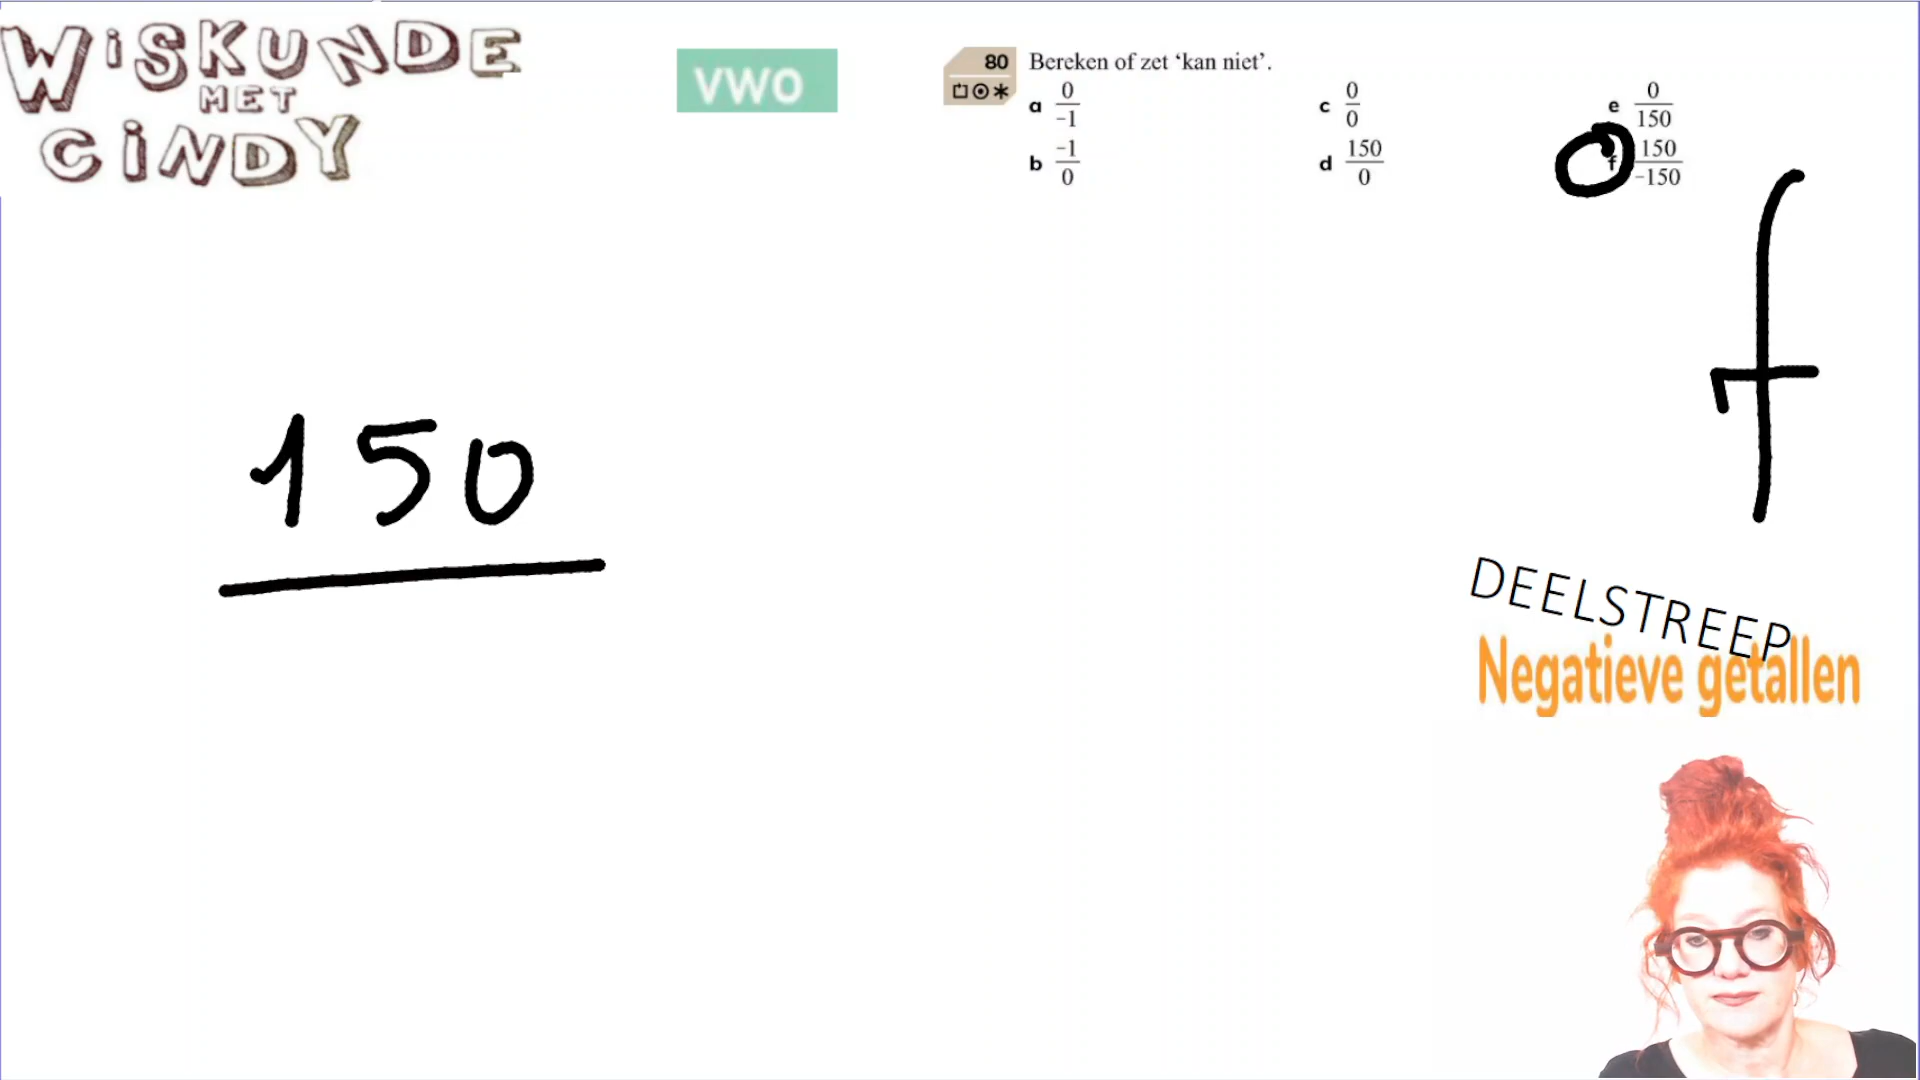 WiSKUNDE
MET
CiNDY
VWO
80 Bereken of zet ‘kan niet’.
a 0/-1
b -1/0
c 0/0
d 150/0
e 0/150
f 150/-150
f
150
DEELSTREEP
Negatieve getallen